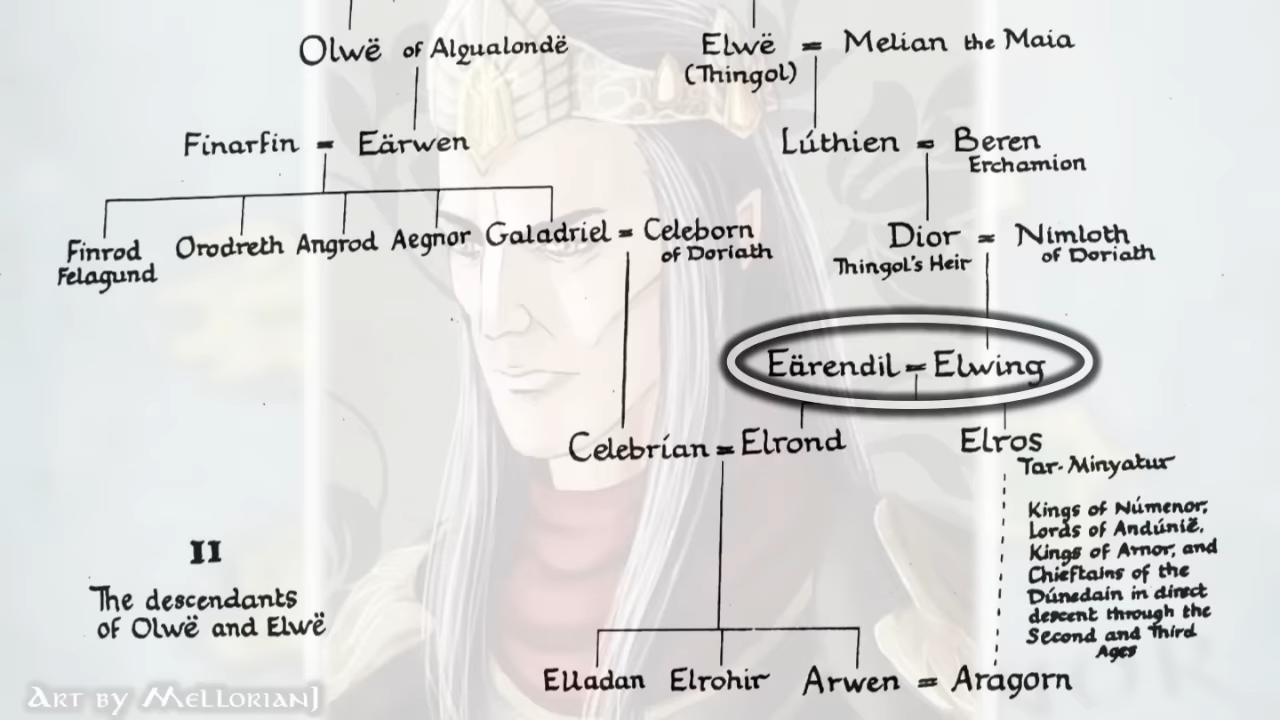 Olwë of Alqualondë
Elwë = Melian the Maia
(Thingol)
Finarfin = Eärwen
Lúthien = Beren
Erchamion
Finrod
Felagund
Orodreth Angrod Aegnor Galadriel = Celeborn
of Doriath
Dior = Nimloth
Thingol's Heir
of Doriath
Eärendil = Elwing
Celebrían = Elrond
Elros
Tar-Minyatur
Kings of Númenor,
Lords of Andúnië,
Kings of Arnor, and
Chieftains of the
Dúnedain in direct
descent through the
Second and Third
Ages
II
The descendants
of Olwë and Elwë
Elladan Elrohir Arwen = Aragorn
Art by MellorianJ